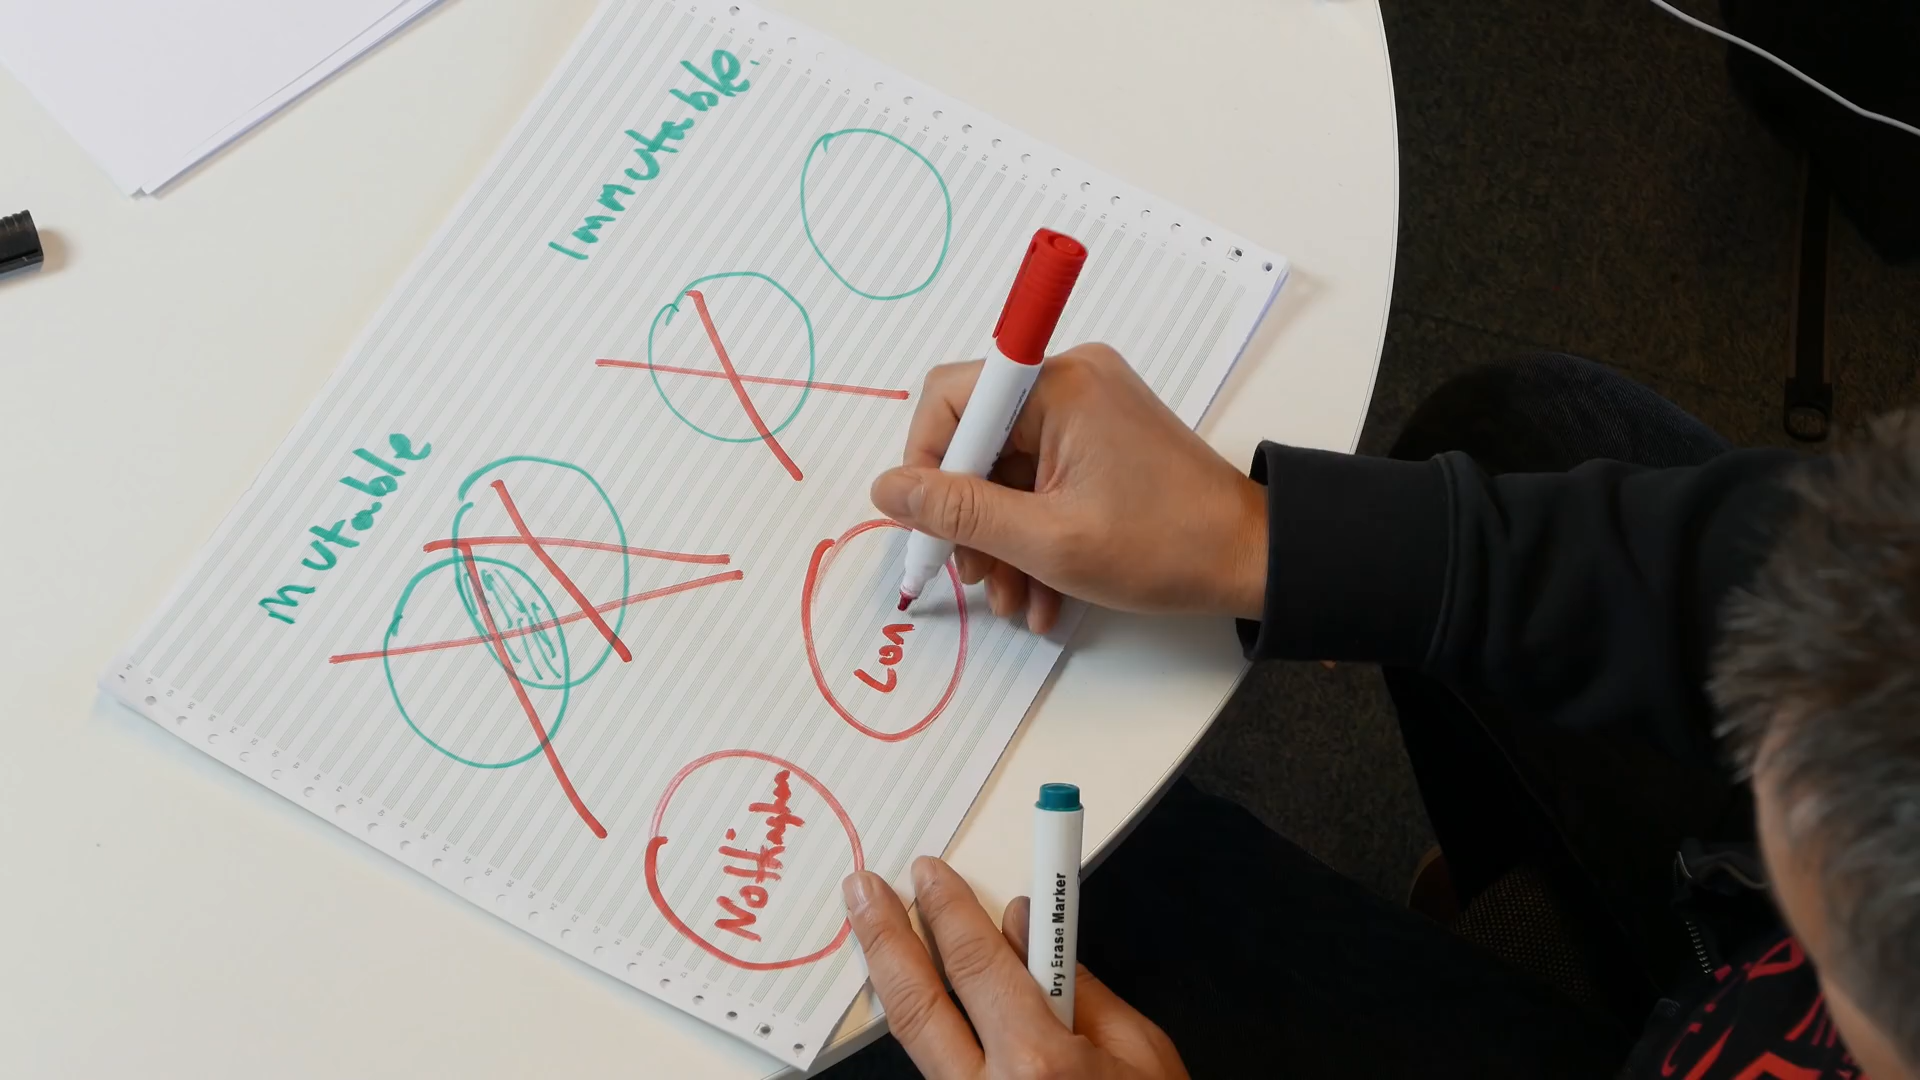 Immutable.
mutable
Lon
Nottingham
Dry Erase Marker